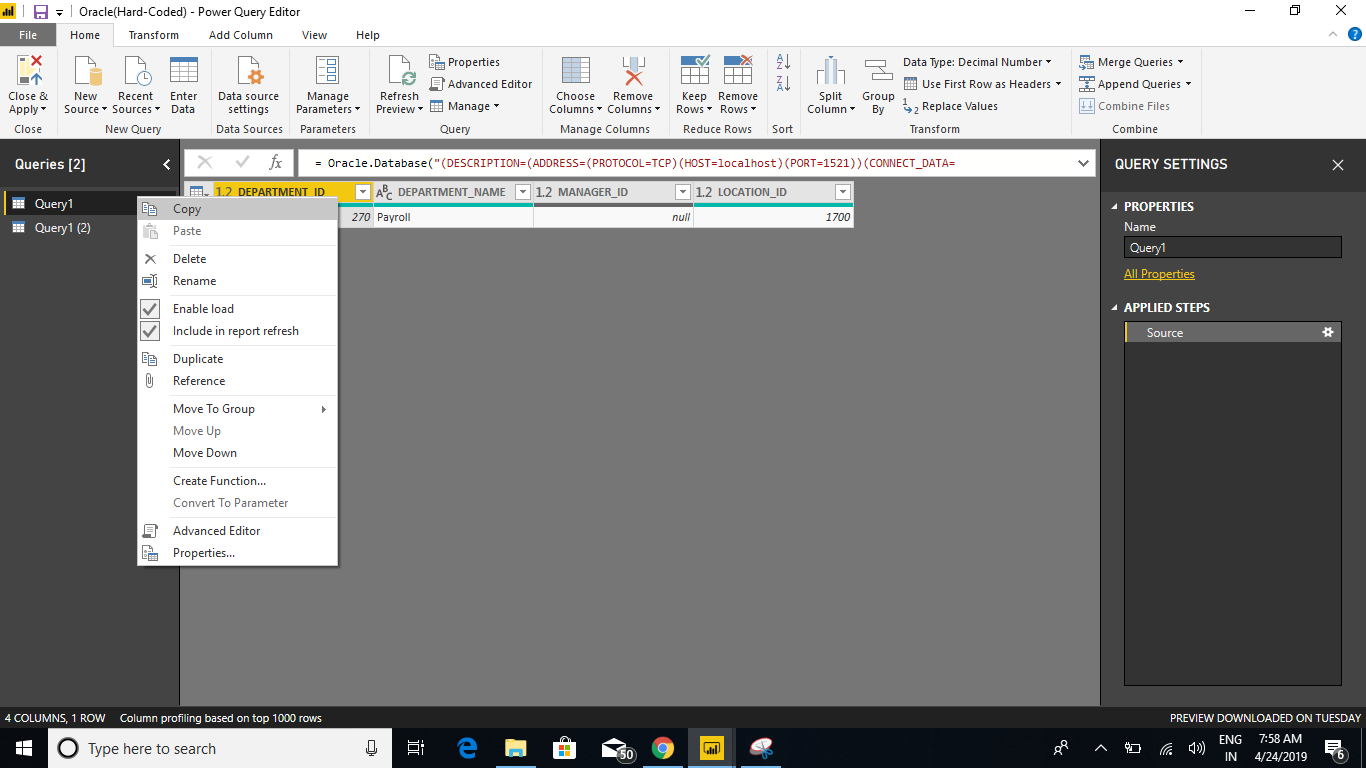 Oracle(Hard-Coded) - Power Query Editor
File Home Transform Add Column View Help
Close & Apply
New Source
Recent Sources
Enter Data
Data source settings
Manage Parameters
Refresh Preview
Properties
Advanced Editor
Manage
Choose Columns
Remove Columns
Keep Rows
Remove Rows
Split Column
Group By
Data Type: Decimal Number
Use First Row as Headers
Replace Values
Merge Queries
Append Queries
Combine Files
Close New Query Data Sources Parameters Query Manage Columns Reduce Rows Sort Transform Combine
Queries [2]
Query1
Query1 (2)
fx = Oracle.Database("(DESCRIPTION=(ADDRESS=(PROTOCOL=TCP)(HOST=localhost)(PORT=1521))(CONNECT_DATA=
1.2 DEPARTMENT_ID ABC DEPARTMENT_NAME 1.2 MANAGER_ID 1.2 LOCATION_ID
270 Payroll null 1700
Copy
Paste
Delete
Rename
Enable load
Include in report refresh
Duplicate
Reference
Move To Group
Move Up
Move Down
Create Function...
Convert To Parameter
Advanced Editor
Properties...
QUERY SETTINGS
PROPERTIES
Name
Query1
All Properties
APPLIED STEPS
Source
4 COLUMNS, 1 ROW Column profiling based on top 1000 rows PREVIEW DOWNLOADED ON TUESDAY
Type here to search
50
ENG
IN
7:58 AM
4/24/2019
6